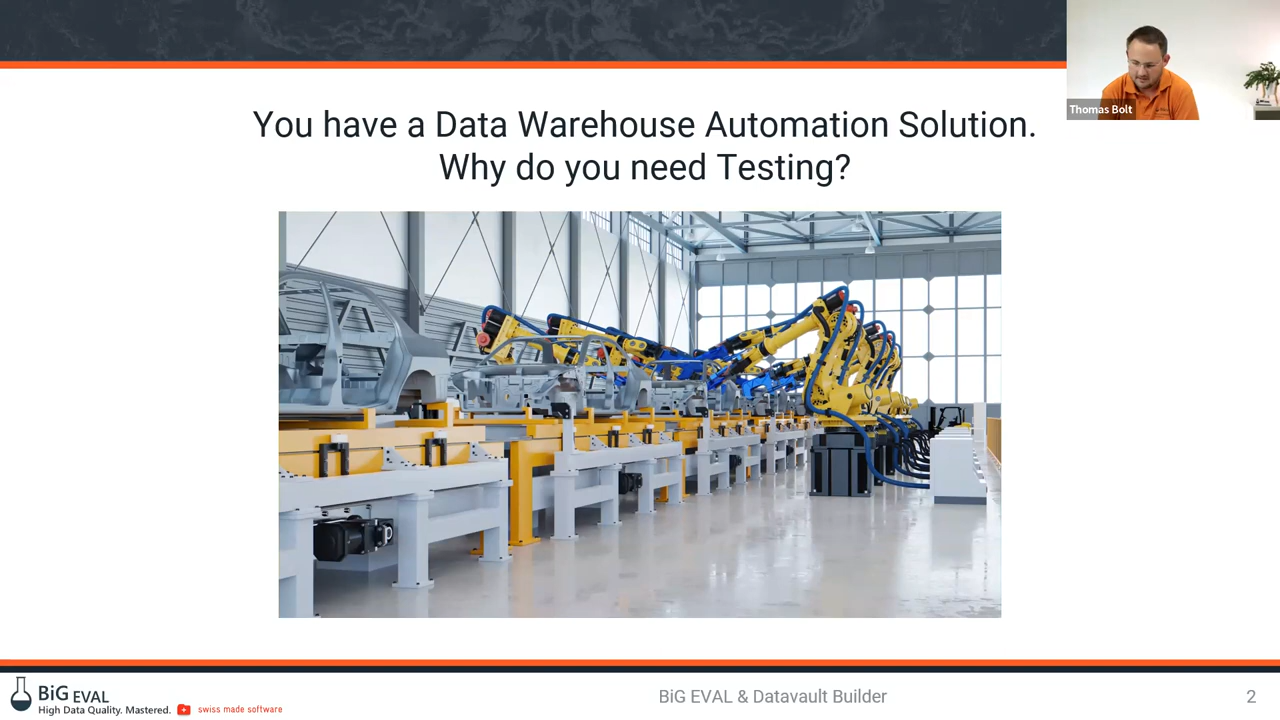 Thomas Bolt
You have a Data Warehouse Automation Solution.
Why do you need Testing?
BiG EVAL
High Data Quality. Mastered.
swiss made software
BiG EVAL & Datavault Builder
2